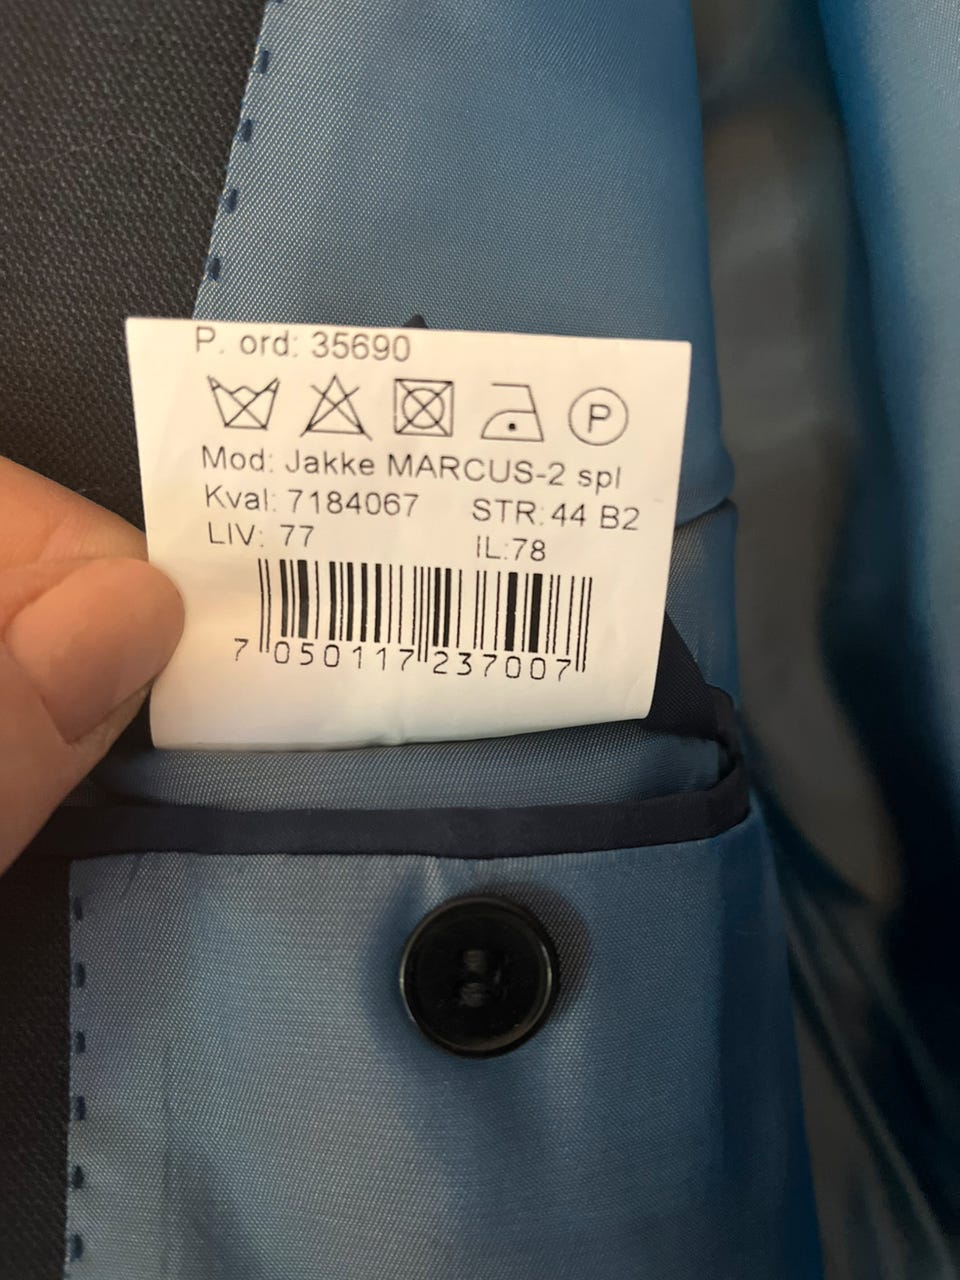 P. ord: 35690
P
Mod: Jakke MARCUS-2 spl
Kval: 7184067 STR: 44 B2
LIV: 77 IL:78
7 050117 237007